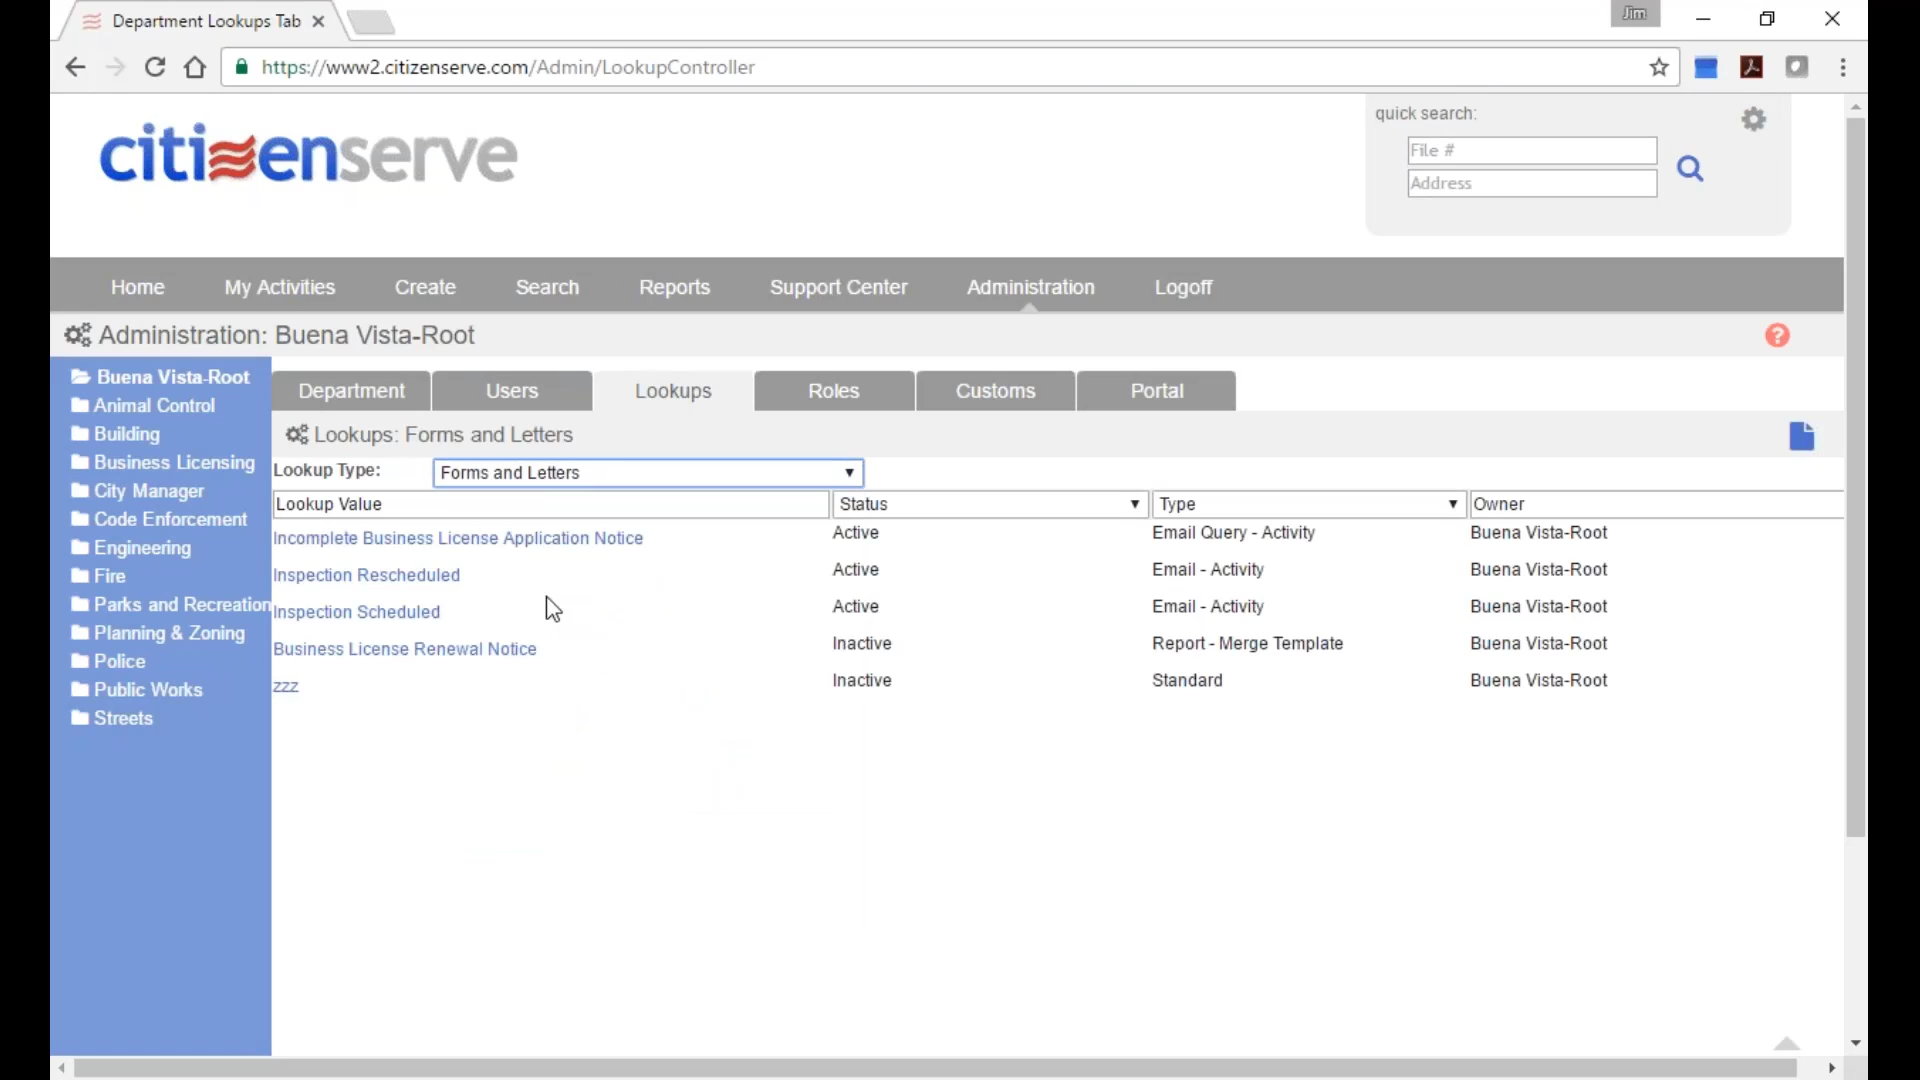 Department Lookups Tab
Jim
https://www2.citizenserve.com/Admin/LookupController
citizenserve
quick search:
File #
Address
Home My Activities Create Search Reports Support Center Administration Logoff
Administration: Buena Vista-Root
?
Buena Vista-Root
Animal Control
Building
Business Licensing
City Manager
Code Enforcement
Engineering
Fire
Parks and Recreation
Planning & Zoning
Police
Public Works
Streets
Department Users Lookups Roles Customs Portal
Lookups: Forms and Letters
Lookup Type: Forms and Letters
Lookup Value Status Type Owner
Incomplete Business License Application Notice Active Email Query - Activity Buena Vista-Root
Inspection Rescheduled Active Email - Activity Buena Vista-Root
Inspection Scheduled Active Email - Activity Buena Vista-Root
Business License Renewal Notice Inactive Report - Merge Template Buena Vista-Root
zzz Inactive Standard Buena Vista-Root